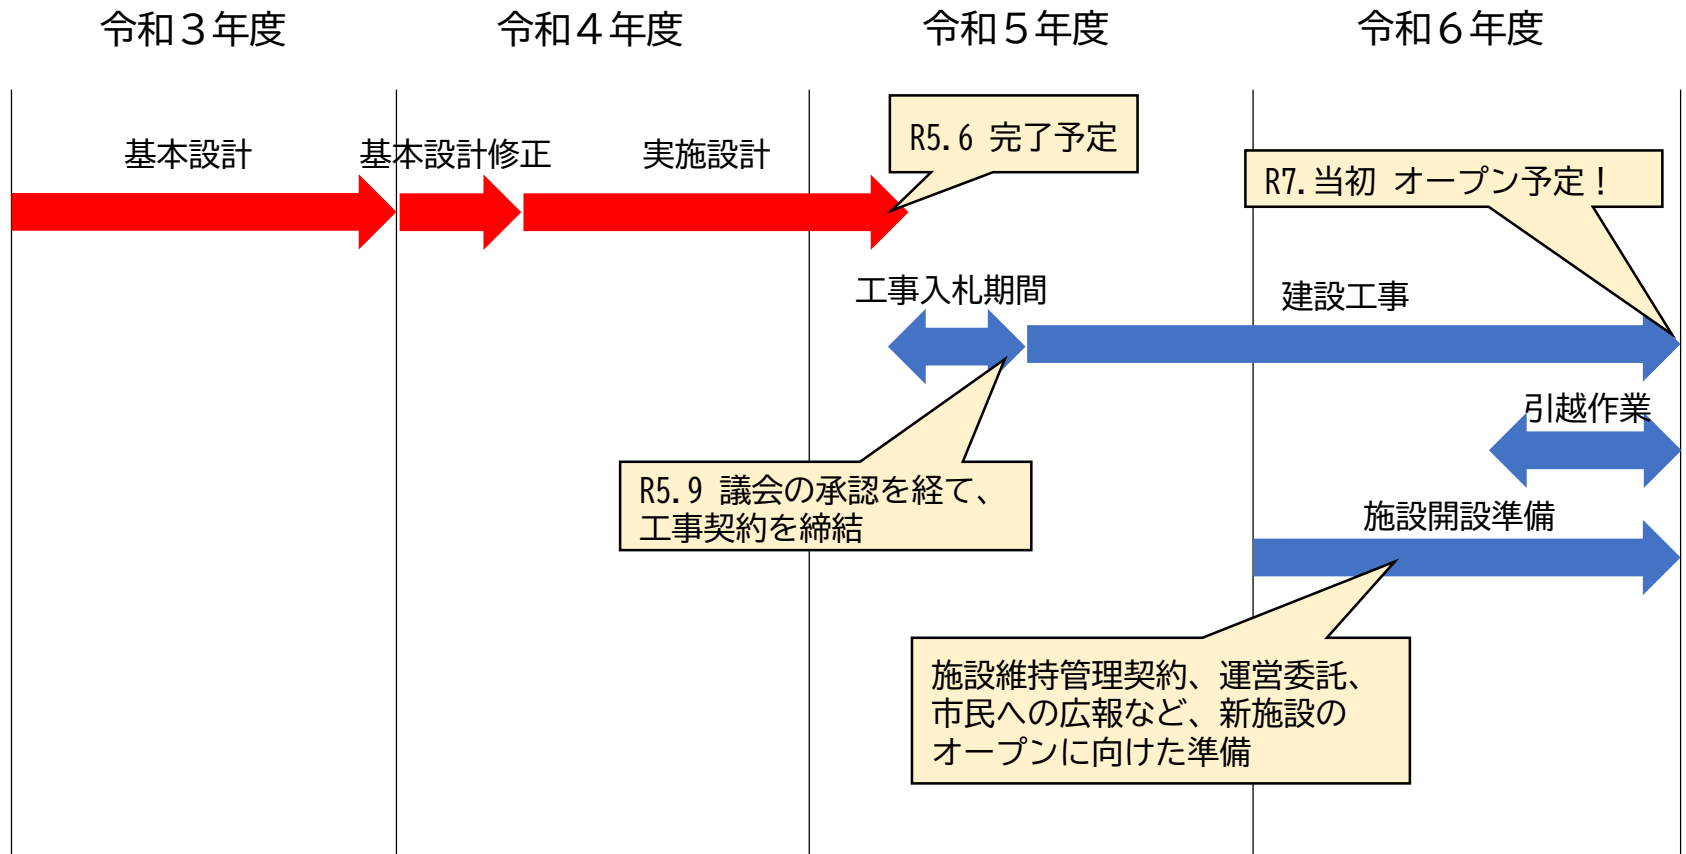 令和３年度
令和４年度
令和５年度
令和６年度
基本設計
基本設計修正
実施設計
R5.6 完了予定
R7.当初 オープン予定！
工事入札期間
建設工事
引越作業
R5.9 議会の承認を経て、
工事契約を締結
施設開設準備
施設維持管理契約、運営委託、
市民への広報など、新施設の
オープンに向けた準備